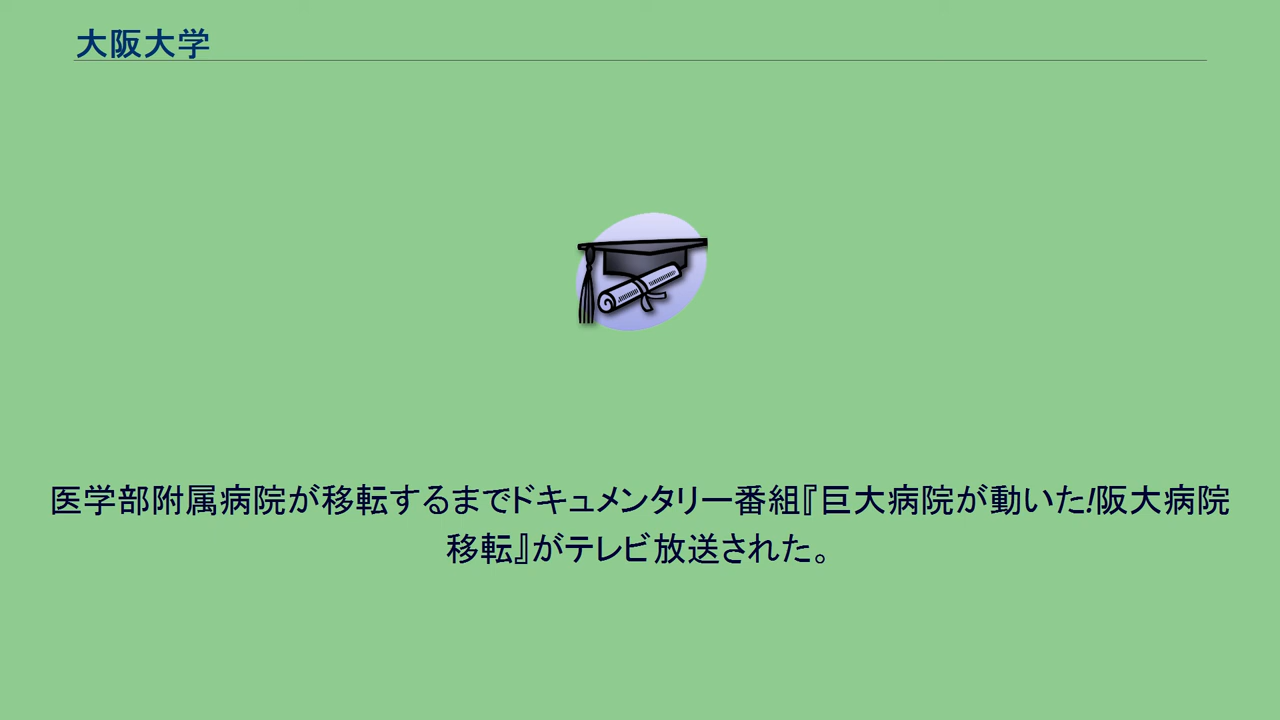 大阪大学
医学部附属病院が移転するまでドキュメンタリー番組『巨大病院が動いた!阪大病院
移転』がテレビ放送された。